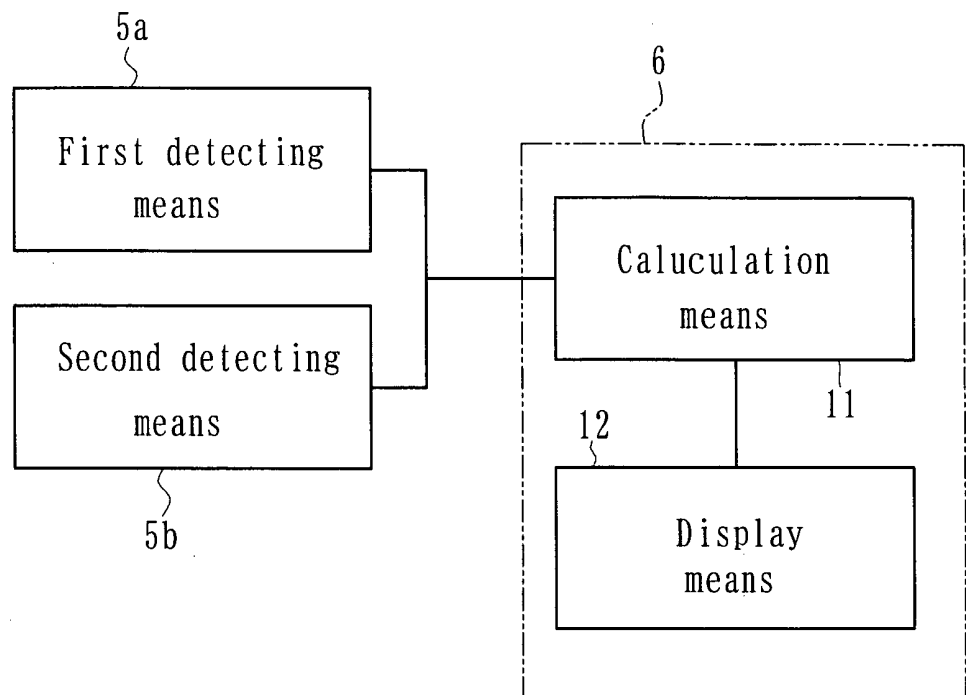 5a
First detecting
means
Second detecting
means
5b
6
Caluculation
means
11
12
Display
means